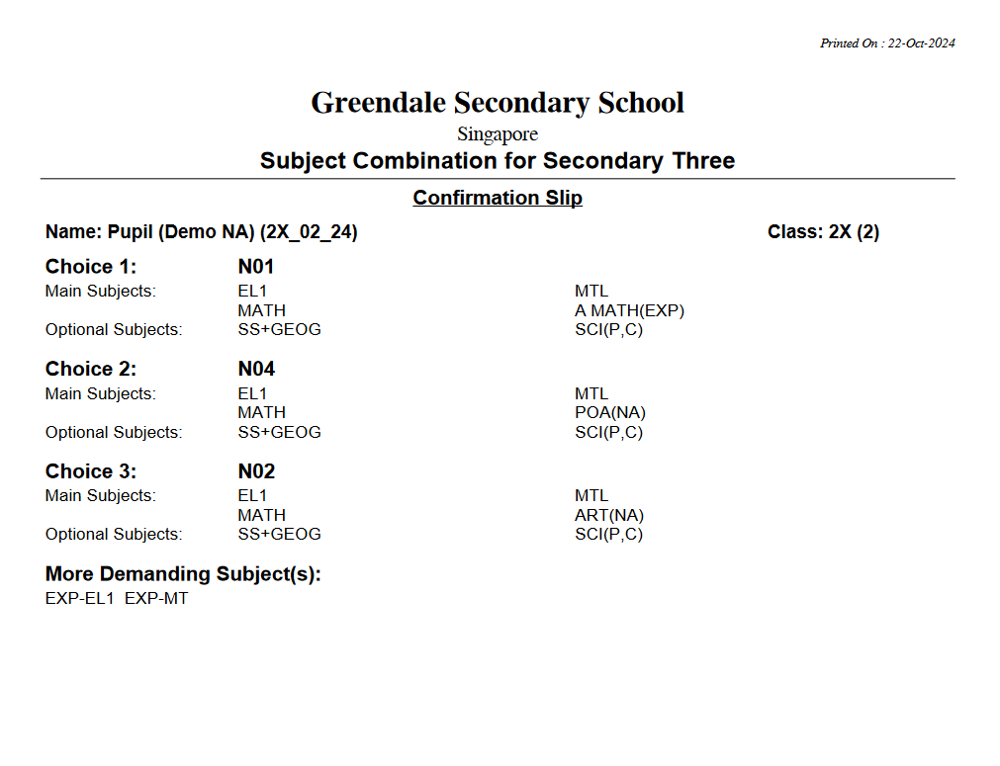 Printed On : 22-Oct-2024
Greendale Secondary School
Singapore
Subject Combination for Secondary Three
Confirmation Slip
Name: Pupil (Demo NA) (2X_02_24) Class: 2X (2)
Choice 1: N01
Main Subjects: EL1 MTL
MATH A MATH(EXP)
Optional Subjects: SS+GEOG SCI(P,C)
Choice 2: N04
Main Subjects: EL1 MTL
MATH POA(NA)
Optional Subjects: SS+GEOG SCI(P,C)
Choice 3: N02
Main Subjects: EL1 MTL
MATH ART(NA)
Optional Subjects: SS+GEOG SCI(P,C)
More Demanding Subject(s):
EXP-EL1 EXP-MT